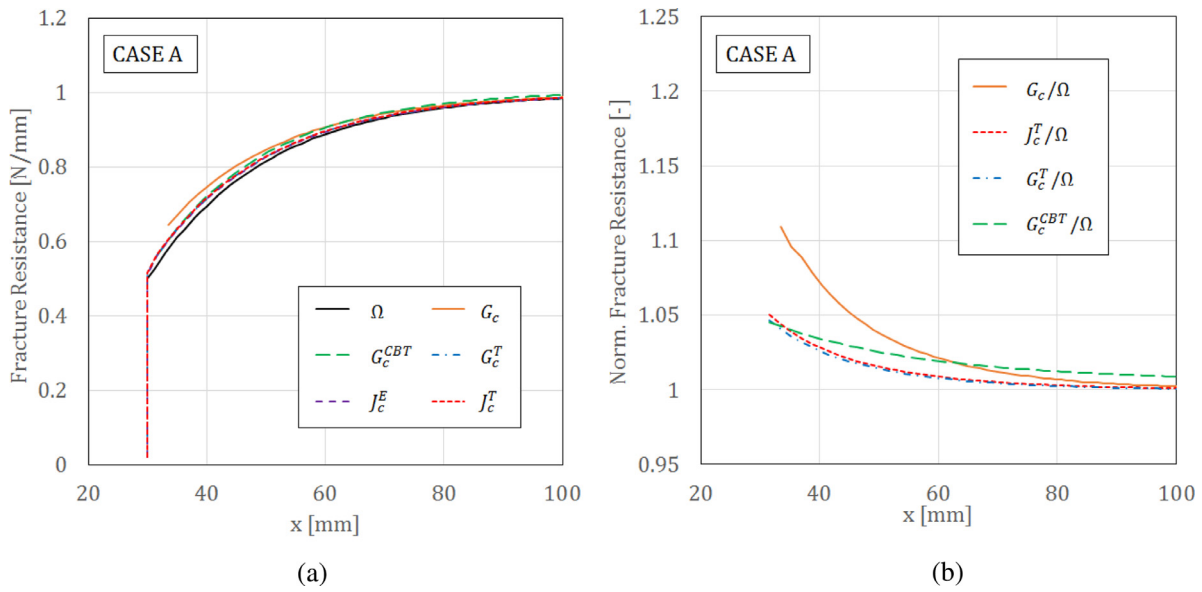 1.2
1
0.8
0.6
0.4
0.2
0
Fracture Resistance [N/mm]
CASE A
Ω
G_c
G_c^{CBT}
G_c^T
J_c^E
J_c^T
20 40 60 80 100
x [mm]
(a)
1.25
1.2
1.15
1.1
1.05
1
0.95
Norm. Fracture Resistance [-]
CASE A
G_c/Ω
J_c^T/Ω
G_c^T/Ω
G_c^{CBT}/Ω
20 40 60 80 100
x [mm]
(b)